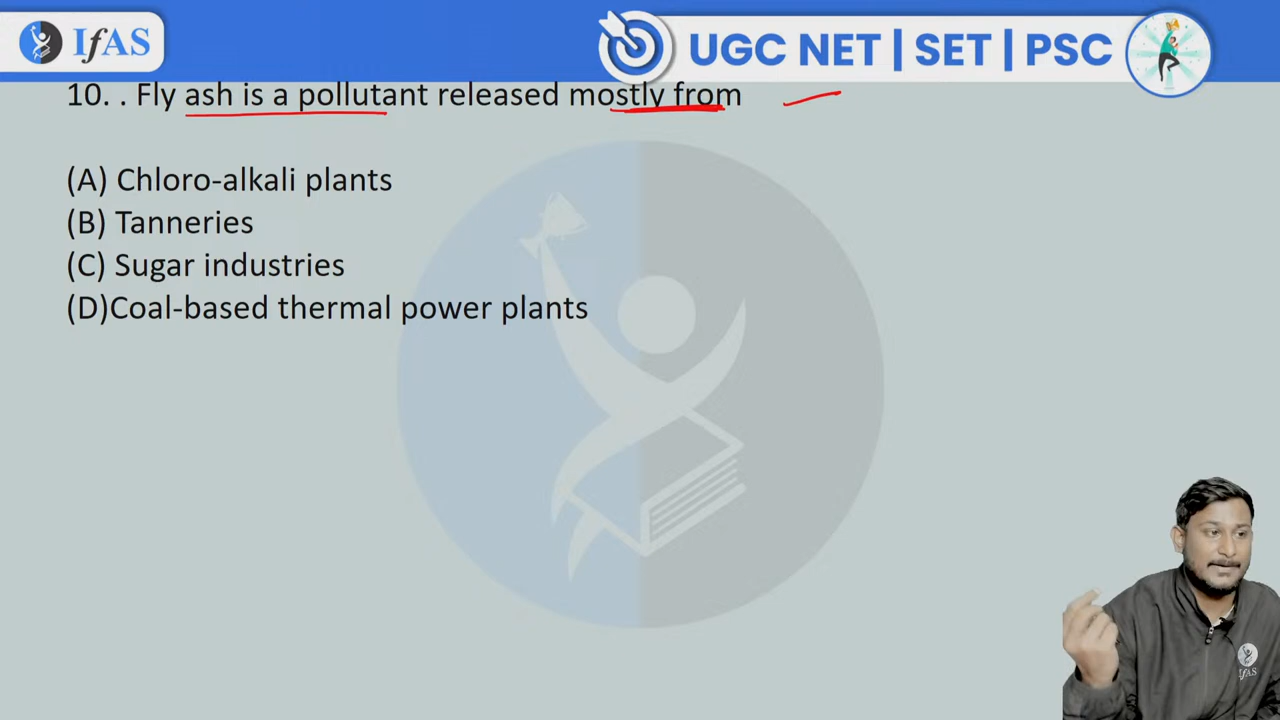 IfAS
UGC NET | SET | PSC
10. . Fly ash is a pollutant released mostly from
(A) Chloro-alkali plants
(B) Tanneries
(C) Sugar industries
(D)Coal-based thermal power plants
IfAS